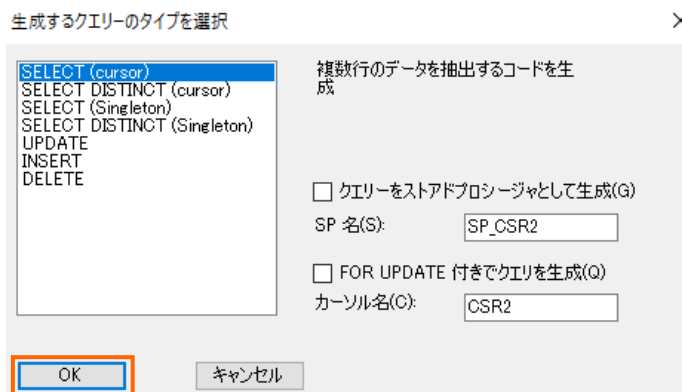 生成するクエリーのタイプを選択
SELECT (cursor)
SELECT DISTINCT (cursor)
SELECT (Singleton)
SELECT DISTINCT (Singleton)
UPDATE
INSERT
DELETE
複数行のデータを抽出するコードを生
成
クエリーをストアドプロシージャとして生成(G)
SP 名(S):
SP_CSR2
FOR UPDATE 付きでクエリを生成(Q)
カーソル名(C):
CSR2
OK
キャンセル